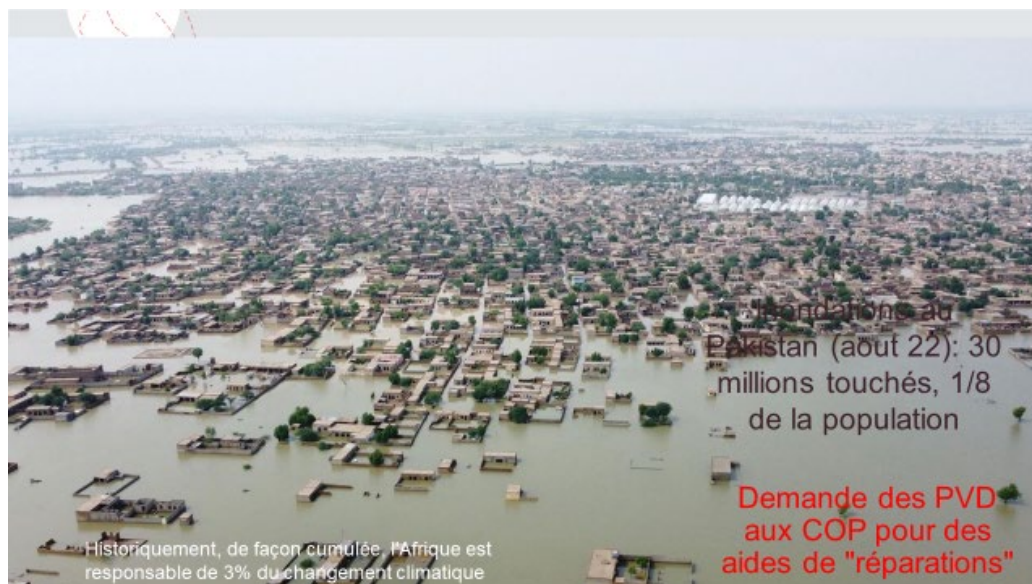 Inondations au
Pakistan (aout 22): 30
millions touchés, 1/8
de la population
Demande des PVD
aux COP pour des
aides de "réparations"
Historiquement, de façon cumulée, l'Afrique est
responsable de 3% du changement climatique